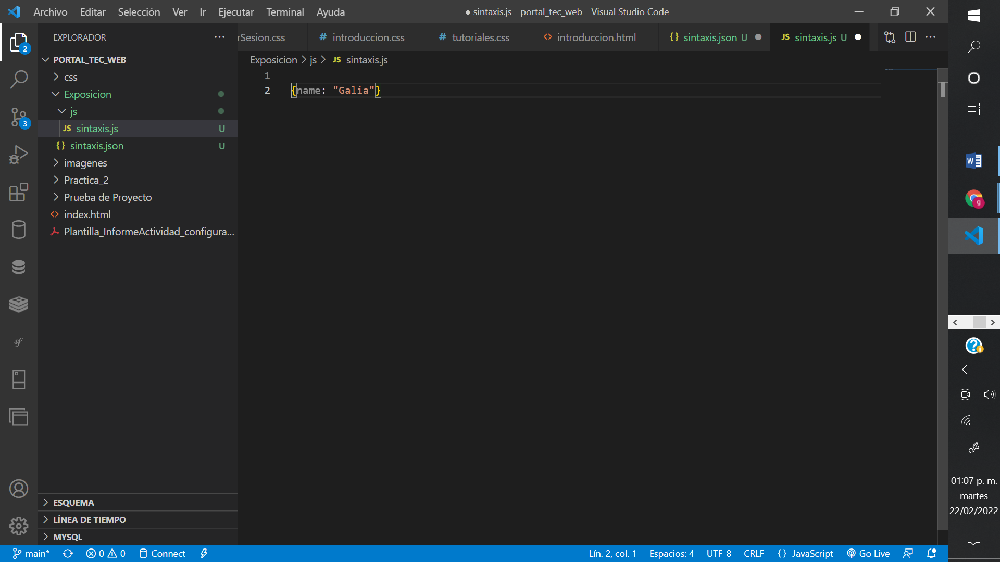 Archivo Editar Selección Ver Ir Ejecutar Terminal Ayuda
● sintaxis.js - portal_tec_web - Visual Studio Code
EXPLORADOR
rSesion.css
# introduccion.css
# tutoriales.css
<> introduccion.html
{} sintaxis.json U
JS sintaxis.js U
2
PORTAL_TEC_WEB
Exposicion > js > JS sintaxis.js
css
Exposicion
js
JS sintaxis.js U
{} sintaxis.json U
imagenes
Practica_2
Prueba de Proyecto
<> index.html
Plantilla_InformeActividad_configura...
3
1
2 {name: "Galia"}
sf
ESQUEMA
LÍNEA DE TIEMPO
MYSQL
main* 0 0 Connect
Lín. 2, col. 1 Espacios: 4 UTF-8 CRLF {} JavaScript Go Live
W
g
?
i
01:07 p. m.
martes
22/02/2022